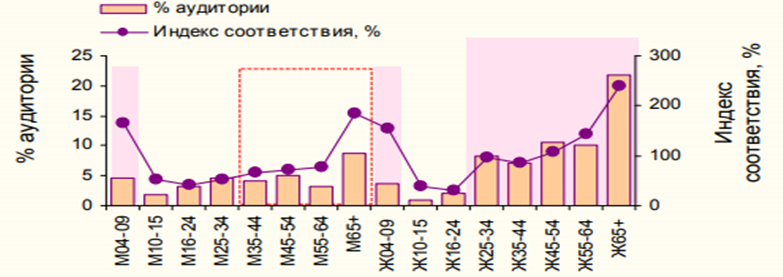 % аудитории
Индекс соответствия, %
% аудитории
25
20
15
10
5
0
300
200
100
0
Индекс
соответствия, %
М04-09
М10-15
М16-24
М25-34
М35-44
М45-54
М55-64
М65+
Ж04-09
Ж10-15
Ж16-24
Ж25-34
Ж35-44
Ж45-54
Ж55-64
Ж65+